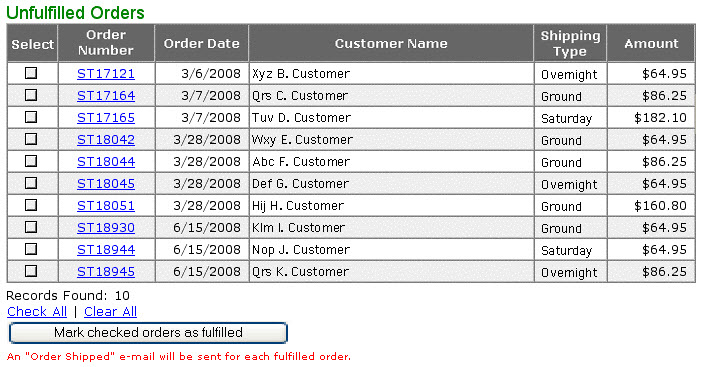 Unfulfilled Orders
Select Order Number Order Date Customer Name Shipping Type Amount
ST17121 3/6/2008 Xyz B. Customer Overnight $64.95
ST17164 3/7/2008 Qrs C. Customer Ground $86.25
ST17165 3/7/2008 Tuv D. Customer Saturday $182.10
ST18042 3/28/2008 Wxy E. Customer Ground $64.95
ST18044 3/28/2008 Abc F. Customer Ground $86.25
ST18045 3/28/2008 Def G. Customer Overnight $64.95
ST18051 3/28/2008 Hij H. Customer Ground $160.80
ST18930 6/15/2008 Klm I. Customer Ground $64.95
ST18944 6/15/2008 Nop J. Customer Saturday $64.95
ST18945 6/15/2008 Qrs K. Customer Overnight $86.25
Records Found: 10
Check All | Clear All
Mark checked orders as fulfilled
An "Order Shipped" e-mail will be sent for each fulfilled order.